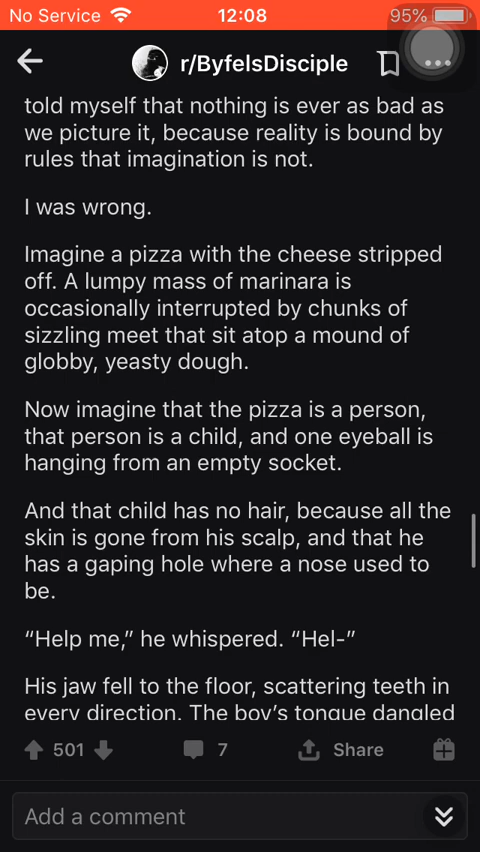 No Service 12:08 95%
r/ByfelsDisciple
told myself that nothing is ever as bad as
we picture it, because reality is bound by
rules that imagination is not.
I was wrong.
Imagine a pizza with the cheese stripped
off. A lumpy mass of marinara is
occasionally interrupted by chunks of
sizzling meet that sit atop a mound of
globby, yeasty dough.
Now imagine that the pizza is a person,
that person is a child, and one eyeball is
hanging from an empty socket.
And that child has no hair, because all the
skin is gone from his scalp, and that he
has a gaping hole where a nose used to
be.
“Help me,” he whispered. “Hel-”
His jaw fell to the floor, scattering teeth in
every direction. The boy’s tongue dangled
501 7 Share
Add a comment